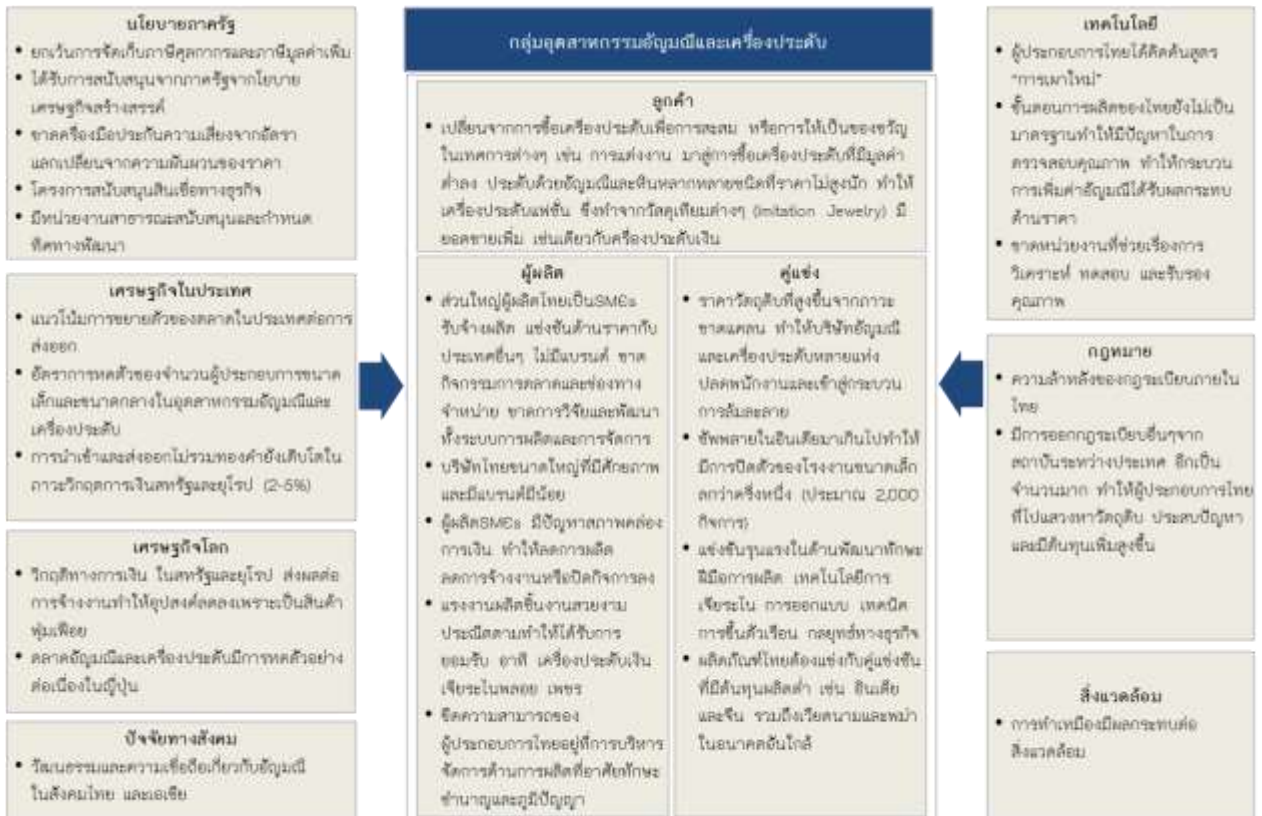 นโยบายภาครัฐ
• ยกเว้นการจัดเก็บภาษีศุลกากรและภาษีมูลค่าเพิ่ม
• ได้รับการสนับสนุนจากภาครัฐจากนโยบาย
เศรษฐกิจสร้างสรรค์
• ขาดเครื่องมือประกันความเสี่ยงจากอัตรา
แลกเปลี่ยนจากความผันผวนของราคา
• โครงการสนับสนุนสินเชื่อทางธุรกิจ
• มีหน่วยงานสาธารณะสนับสนุนและกำหนด
ทิศทางพัฒนา
เศรษฐกิจในประเทศ
• แนวโน้มการขยายตัวของตลาดในประเทศต่อการ
ส่งออก
• อัตราการหดตัวของจำนวนผู้ประกอบการขนาด
เล็กและขนาดกลางในอุตสาหกรรมอัญมณีและ
เครื่องประดับ
• การนำเข้าและส่งออกไม่รวมทองคำยังเติบโตใน
ภาวะวิกฤตการเงินสหรัฐและยุโรป (2-5%)
เศรษฐกิจโลก
• วิกฤติทางการเงิน ในสหรัฐและยุโรป ส่งผลต่อ
การจ้างงานทำให้อุปสงค์ลดลงเพราะเป็นสินค้า
ฟุ่มเฟือย
• ตลาดอัญมณีและเครื่องประดับมีการหดตัวอย่าง
ต่อเนื่องในญี่ปุ่น
ปัจจัยทางสังคม
• วัฒนธรรมและความเชื่อถือเกี่ยวกับอัญมณี
ในสังคมไทย และเอเชีย
กลุ่มอุตสาหกรรมอัญมณีและเครื่องประดับ
ลูกค้า
• เปลี่ยนจากการซื้อเครื่องประดับเพื่อการสะสม หรือการให้เป็นของขวัญ
ในเทศการต่างๆ เช่น การแต่งงาน มาสู่การซื้อเครื่องประดับที่มีมูลค่า
ต่ำลง ประดับด้วยอัญมณีและหินหลากหลายชนิดที่ราคาไม่สูงนัก ทำให้
เครื่องประดับแฟชั่น ซึ่งทำจากวัสดุเทียมต่างๆ (Imitation Jewelry) มี
ยอดขายเพิ่ม เช่นเดียวกับเครื่องประดับเงิน
ผู้ผลิต
• ส่วนใหญ่ผู้ผลิตไทยเป็นSMEs
รับจ้างผลิต แข่งขันด้านราคากับ
ประเทศอื่นๆ ไม่มีแบรนด์ ขาด
กิจกรรมการตลาดและช่องทาง
จำหน่าย ขาดการวิจัยและพัฒนา
ทั้งระบบการผลิตและการจัดการ
• บริษัทไทยขนาดใหญ่ที่มีศักยภาพ
และมีแบรนด์มีน้อย
• ผู้ผลิตSMEs มีปัญหาสภาพคล่อง
การเงิน ทำให้ลดการผลิต
ลดการจ้างงานหรือปิดกิจการลง
• แรงงานผลิตชิ้นงานสวยงาม
ประณีตตามทำให้ได้รับการ
ยอมรับ อาทิ เครื่องประดับเงิน
เจียระไนพลอย เพชร
• ขีดความสามารถของ
ผู้ประกอบการไทยอยู่ที่การบริหาร
จัดการด้านการผลิตที่อาศัยทักษะ
ชำนาญและภูมิปัญญา
คู่แข่ง
• ราคาวัตถุดิบที่สูงขึ้นจากภาวะ
ขาดแคลน ทำให้บริษัทอัญมณี
และเครื่องประดับหลายแห่ง
ปลดพนักงานและเข้าสู่กระบวน
การล้มละลาย
• ซัพพลายในอินเดียมาเกินไปทำให้
มีการปิดตัวของโรงงานขนาดเล็ก
กว่าครึ่งหนึ่ง (ประมาณ 2,000
กิจการ)
• แข่งขันรุนแรงในด้านพัฒนาทักษะ
ฝีมือการผลิต เทคโนโลยีการ
เจียระไน การออกแบบ เทคนิค
การขึ้นตัวเรือน กลยุทธ์ทางธุรกิจ
• ผลิตภัณฑ์ไทยต้องแข่งกับคู่แข่งขัน
ที่มีต้นทุนผลิตต่ำ เช่น อินเดีย
และจีน รวมถึงเวียดนามและพม่า
ในอนาคตอันใกล้
เทคโนโลยี
• ผู้ประกอบการไทยได้คิดค้นสูตร
"การเผาใหม่"
• ขั้นตอนการผลิตของไทยยังไม่เป็น
มาตรฐานทำให้มีปัญหาในการ
ตรวจสอบคุณภาพ ทำให้กระบวน
การเพิ่มค่าอัญมณีได้รับผลกระทบ
ด้านราคา
• ขาดหน่วยงานที่ช่วยเรื่องการ
วิเคราะห์ ทดสอบ และรับรอง
คุณภาพ
กฎหมาย
• ความล้าหลังของกฎระเบียบภายใน
ไทย
• มีการออกกฎระเบียบอื่นๆจาก
สถาบันระหว่างประเทศ อีกเป็น
จำนวนมาก ทำให้ผู้ประกอบการไทย
ที่ไปแสวงหาวัตถุดิบ ประสบปัญหา
และมีต้นทุนเพิ่มสูงขึ้น
สิ่งแวดล้อม
• การทำเหมืองมีผลกระทบต่อ
สิ่งแวดล้อม